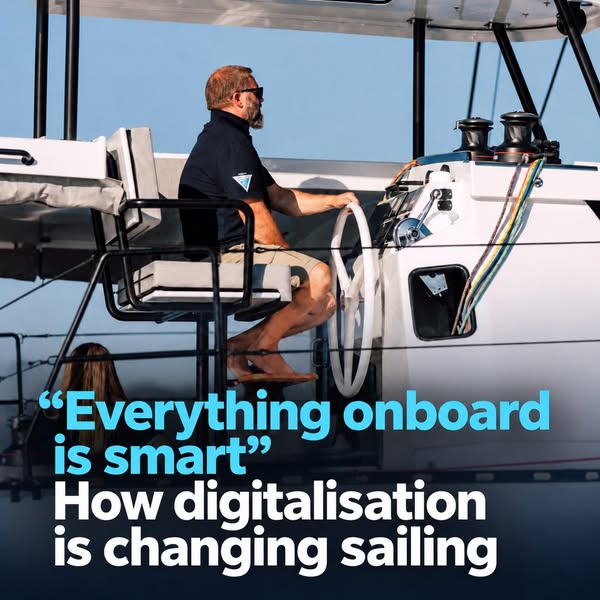 “Everything onboard
is smart”
How digitalisation
is changing sailing